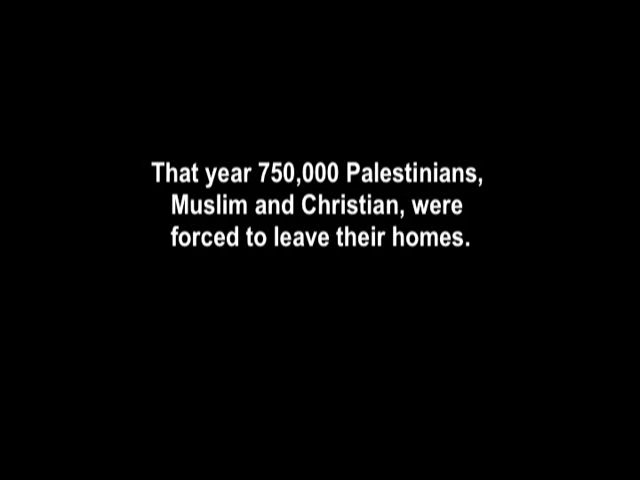 That year 750,000 Palestinians,
Muslim and Christian, were
forced to leave their homes.